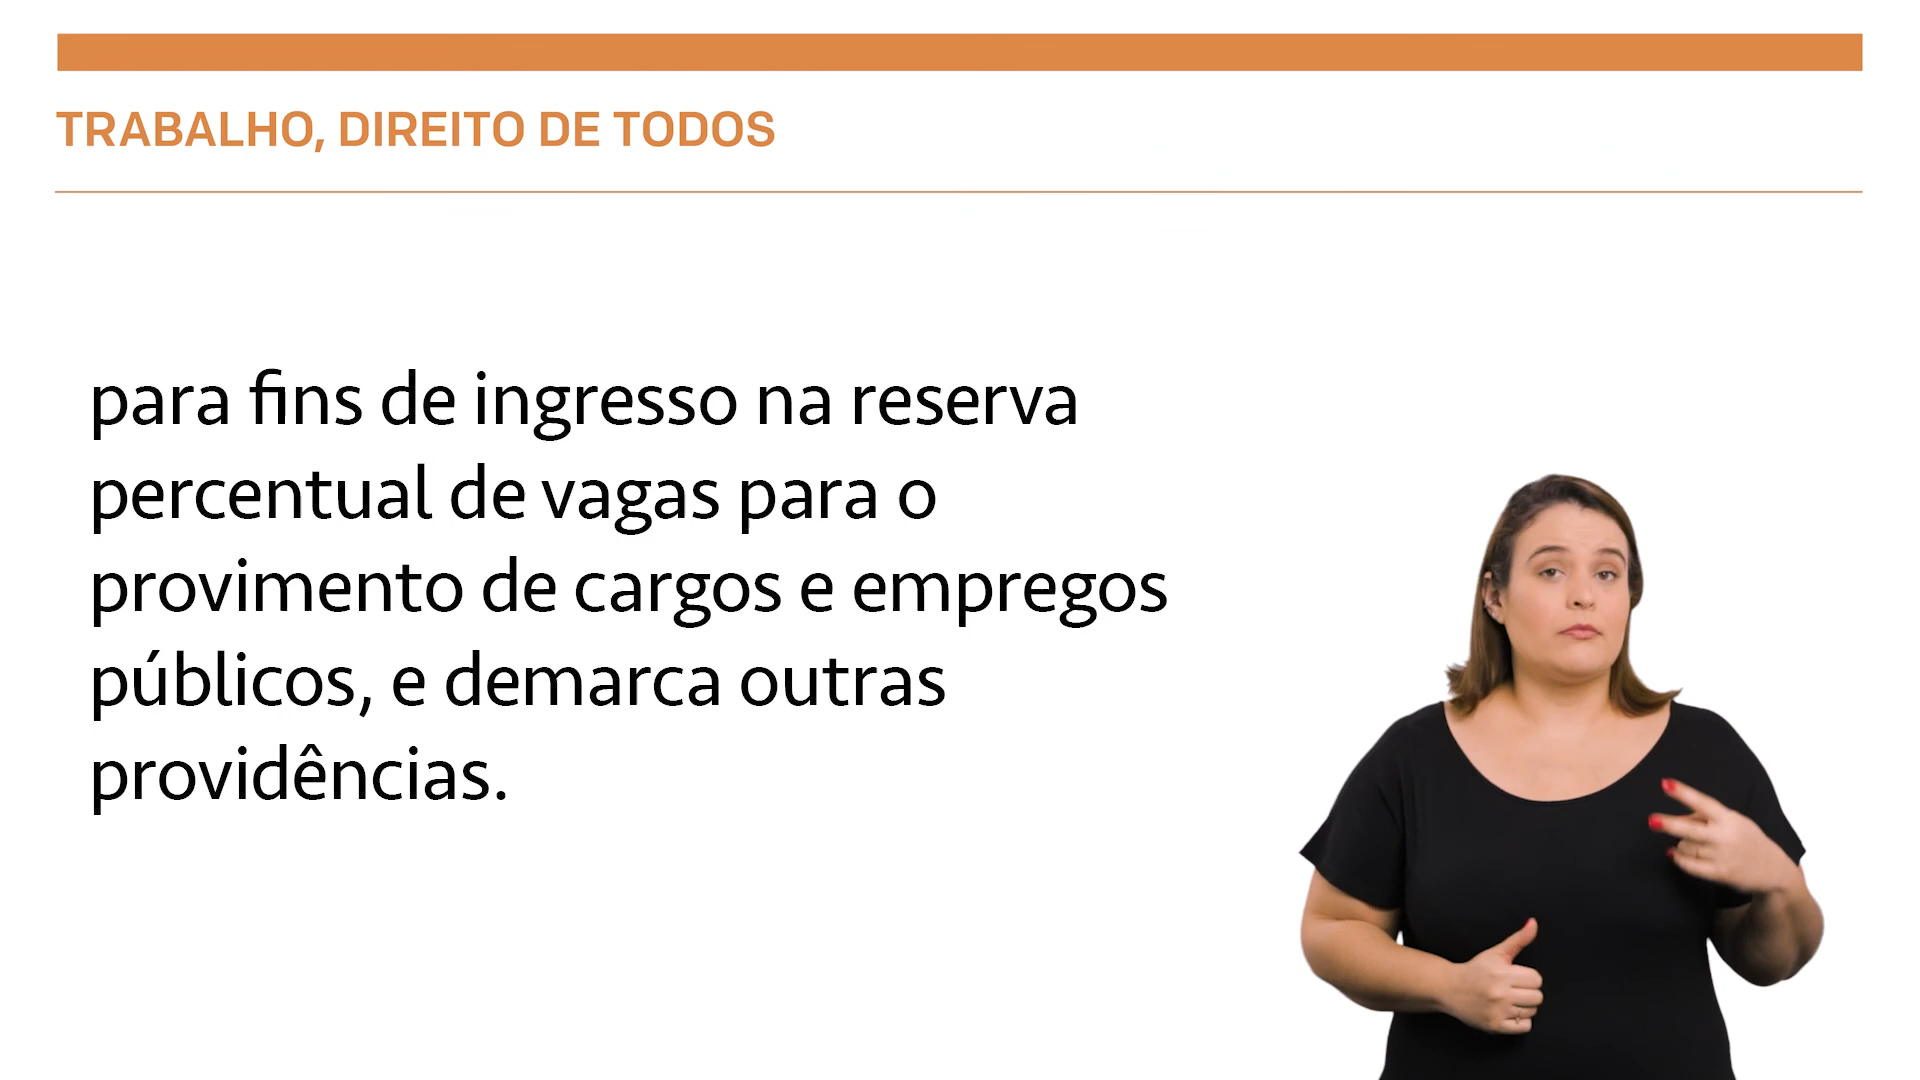 TRABALHO, DIREITO DE TODOS
para fins de ingresso na reserva
percentual de vagas para o
provimento de cargos e empregos
públicos, e demarca outras
providências.